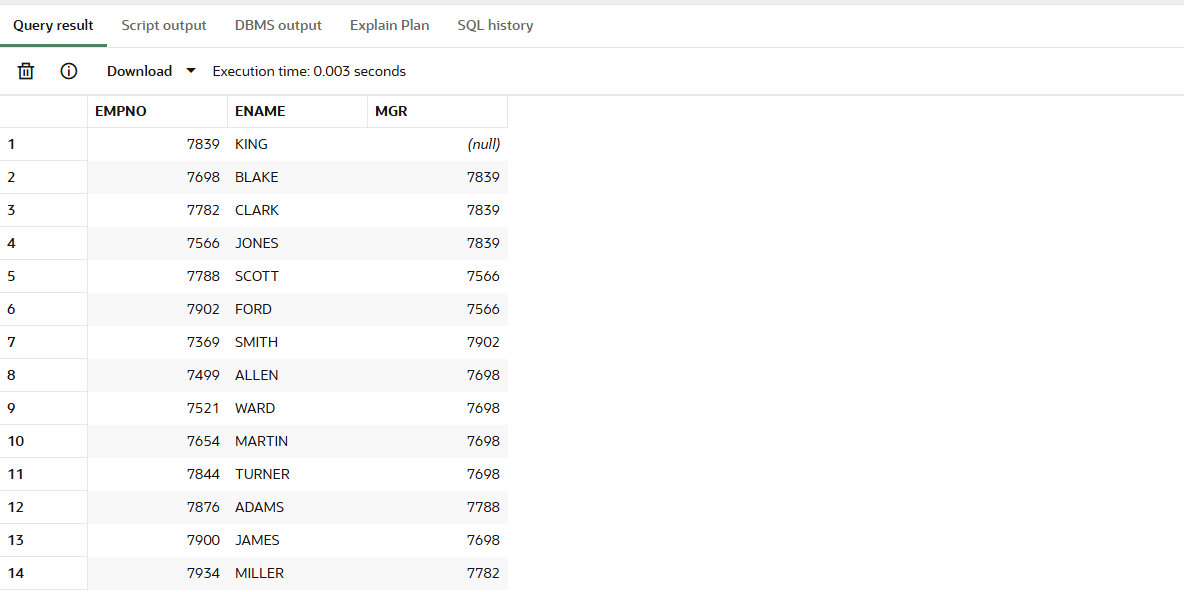 Query result Script output DBMS output Explain Plan SQL history
Download Execution time: 0.003 seconds
EMPNO ENAME MGR
1 7839 KING (null)
2 7698 BLAKE 7839
3 7782 CLARK 7839
4 7566 JONES 7839
5 7788 SCOTT 7566
6 7902 FORD 7566
7 7369 SMITH 7902
8 7499 ALLEN 7698
9 7521 WARD 7698
10 7654 MARTIN 7698
11 7844 TURNER 7698
12 7876 ADAMS 7788
13 7900 JAMES 7698
14 7934 MILLER 7782